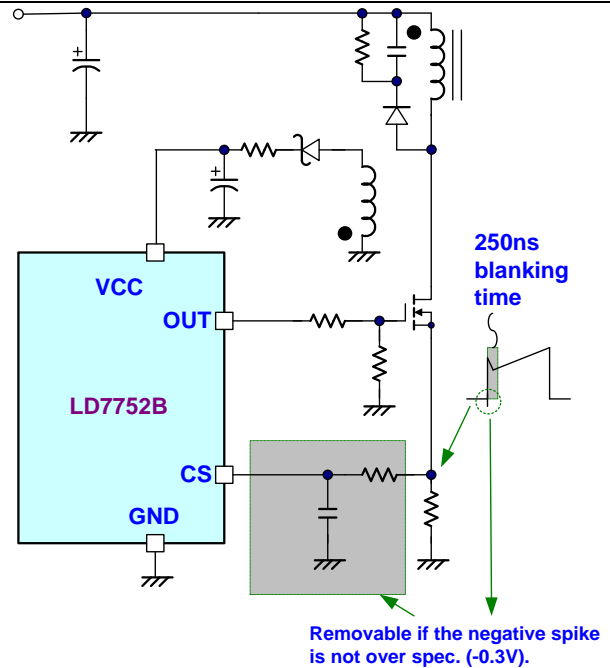 250ns
blanking
time
VCC
OUT
LD7752B
CS
GND
+
+
Removable if the negative spike
is not over spec. (-0.3V).